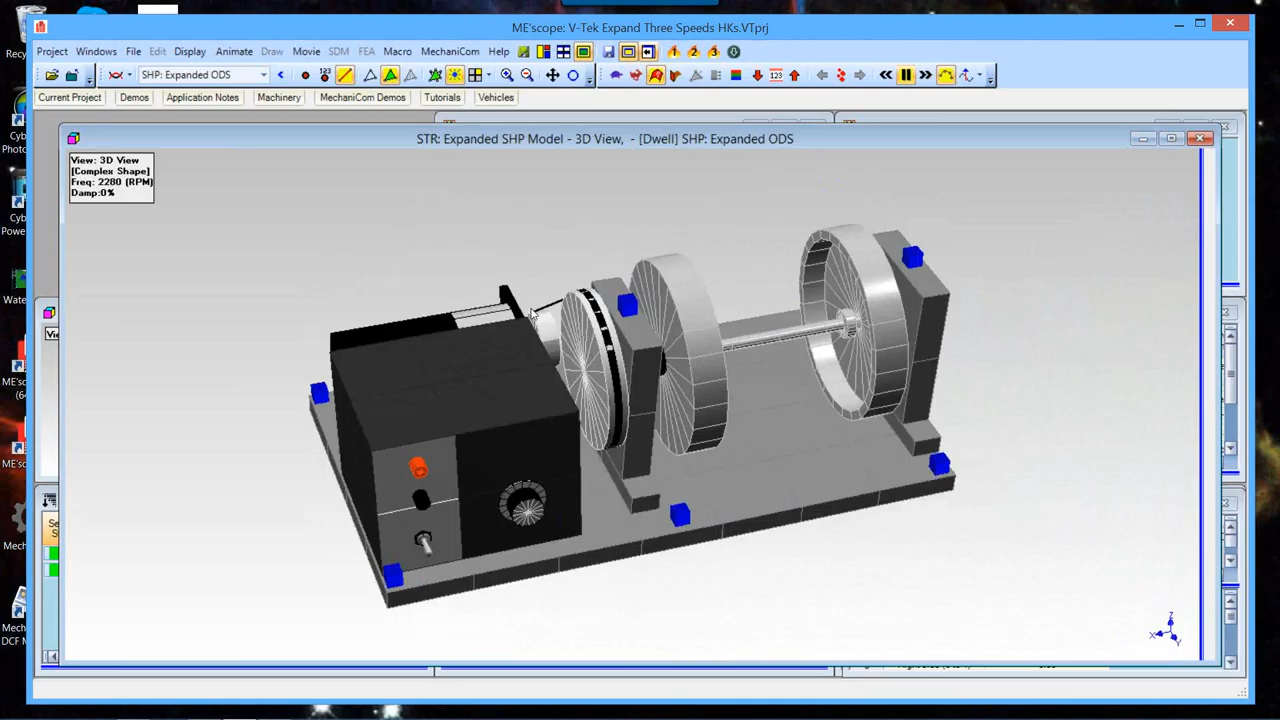 ME'scope: V-Tek Expand Three Speeds HKs.VTprj
Project Windows File Edit Display Animate Draw Movie SDM FEA Macro MechaniCom Help
SHP: Expanded ODS
Current Project Demos Application Notes Machinery MechaniCom Demos Tutorials Vehicles
STR: Expanded SHP Model - 3D View, - [Dwell] SHP: Expanded ODS
View: 3D View
[Complex Shape]
Freq: 2280 (RPM)
Damp:0%
Z
X
Y